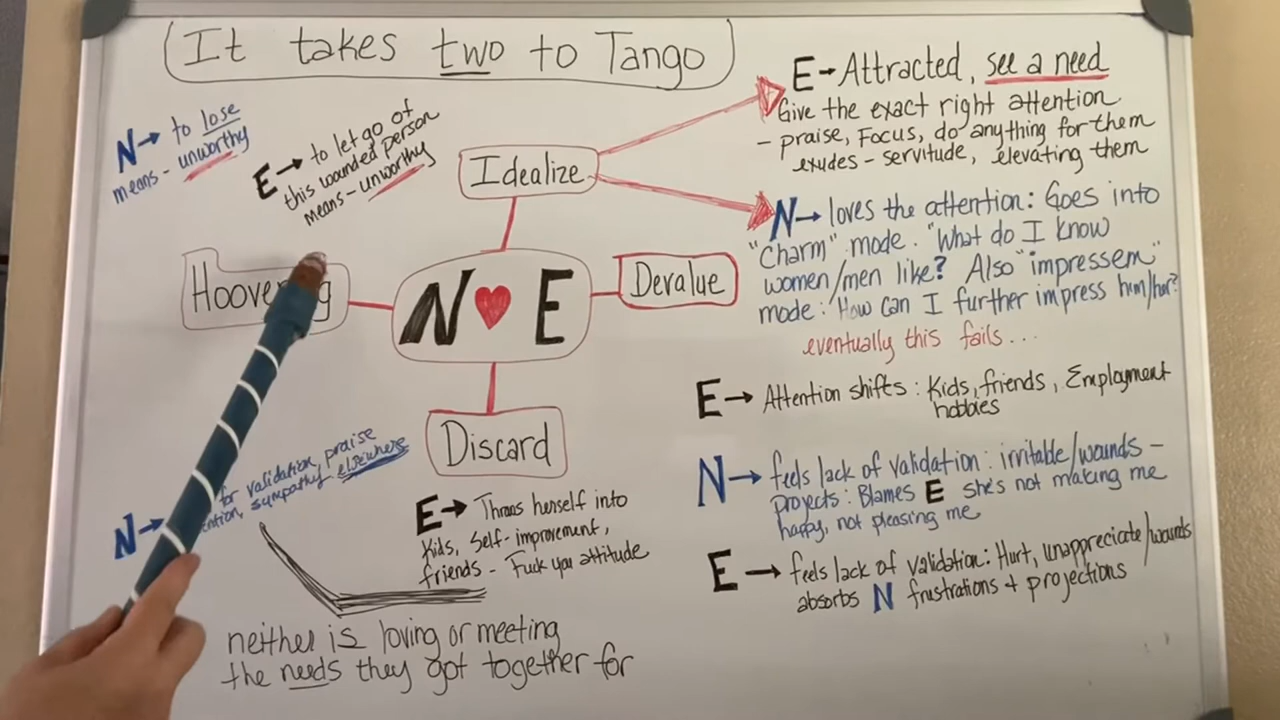 It takes two to Tango
N→ to lose
means - unworthy
E→ to let go of
this wounded person
means - unworthy
Idealize
E→Attracted, see a need
Give the exact right attention
- praise, Focus, do anything for them
exudes - servitude, elevating them
N→ loves the attention: Goes into
"Charm" mode. "What do I know
women/men like? Also "impressem"
mode: How can I further impress him/her?
eventually this fails...
Hoovering
N ♥ E
Devalue
Discard
E→ Attention shifts: Kids, friends, Employment
hobbies
N→ feels lack of validation: irritable/wounds -
projects: Blames E she's not making me
happy, not pleasing me
E→ feels lack of validation: Hurt, unappreciate/wounds
absorbs N frustrations + projections
N→ for validation, praise
sympathy elsewhere
E→ Throws herself into
Kids, Self-improvement,
friends - Fuck you attitude
neither is loving or meeting
the needs they got together for